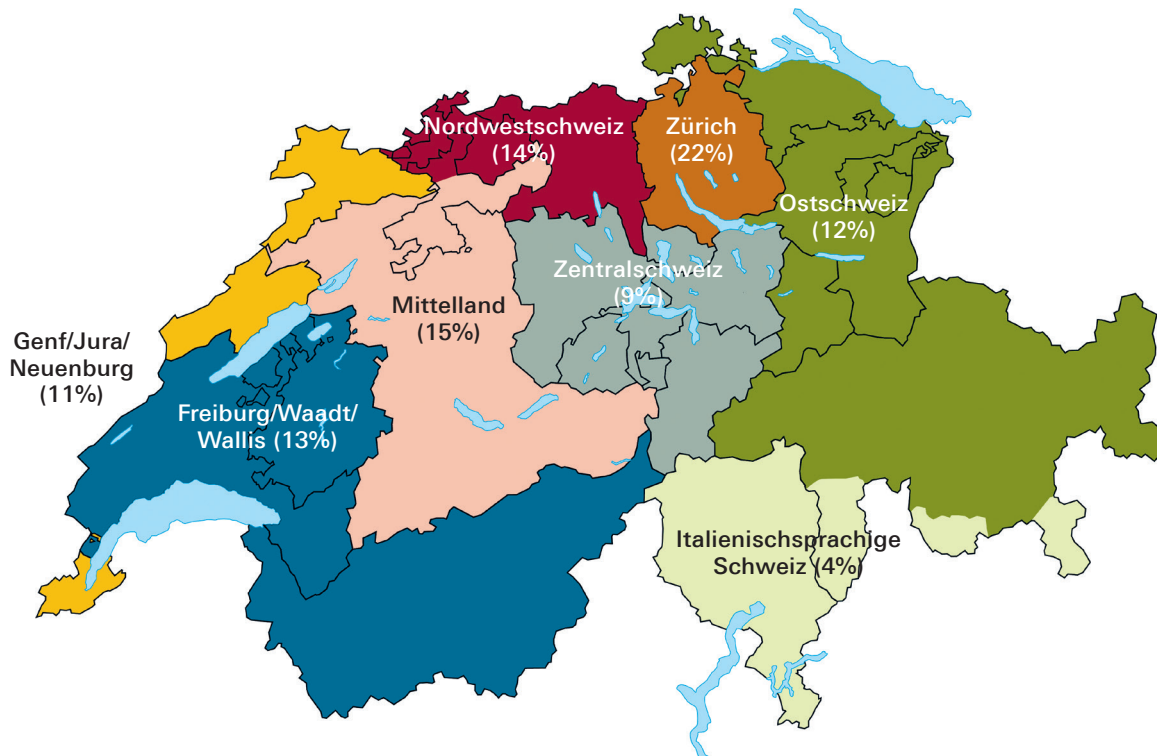 Nordwestschweiz
(14%)
Zürich
(22%)
Ostschweiz
(12%)
Zentralschweiz
(9%)
Mittelland
(15%)
Genf/Jura/
Neuenburg
(11%)
Freiburg/Waadt/
Wallis (13%)
Italienischsprachige
Schweiz (4%)